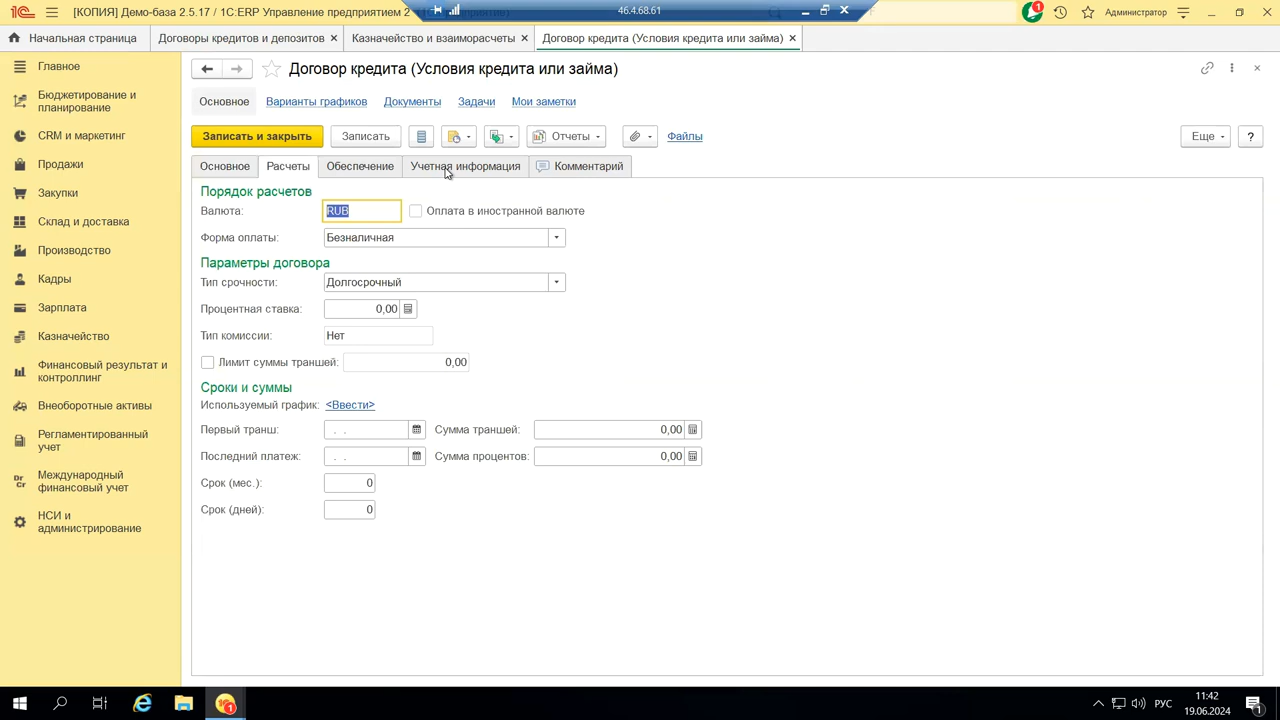 [КОПИЯ] Демо-база 2.5.17 / 1С:ERP Управление предприятием 2
46.4.68.61
1
Администратор
Начальная страница
Договоры кредитов и депозитов
Казначейство и взаиморасчеты
Договор кредита (Условия кредита или займа)
Главное
Бюджетирование и планирование
CRM и маркетинг
Продажи
Закупки
Склад и доставка
Производство
Кадры
Зарплата
Казначейство
Финансовый результат и контроллинг
Внеоборотные активы
Регламентированный учет
Международный финансовый учет
НСИ и администрирование
Договор кредита (Условия кредита или займа)
Основное Варианты графиков Документы Задачи Мои заметки
Записать и закрыть Записать Отчеты Файлы Еще ?
Основное Расчеты Обеспечение Учетная информация Комментарий
Порядок расчетов
Валюта: RUB Оплата в иностранной валюте
Форма оплаты: Безналичная
Параметры договора
Тип срочности: Долгосрочный
Процентная ставка: 0,00
Тип комиссии: Нет
Лимит суммы траншей: 0,00
Сроки и суммы
Используемый график: <Ввести>
Первый транш: . . Сумма траншей: 0,00
Последний платеж: . . Сумма процентов: 0,00
Срок (мес.): 0
Срок (дней): 0
РУС
11:42
19.06.2024
1